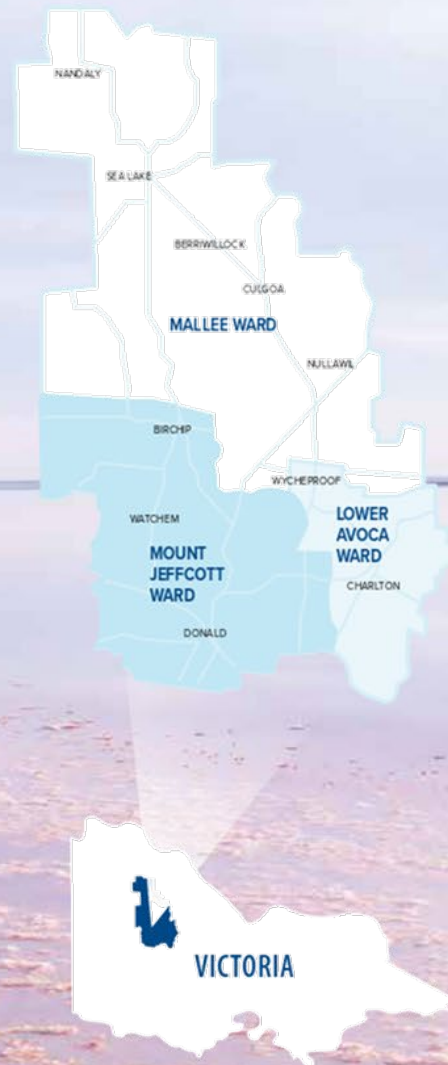 NANDALY
SEA LAKE
BERRIWILLOCK
CULGOA
MALLEE WARD
NULLAWIL
BIRCHIP
WYCHEPROOF
WATCHEM
LOWER
AVOCA
WARD
MOUNT
JEFFCOTT
WARD
CHARLTON
DONALD
VICTORIA